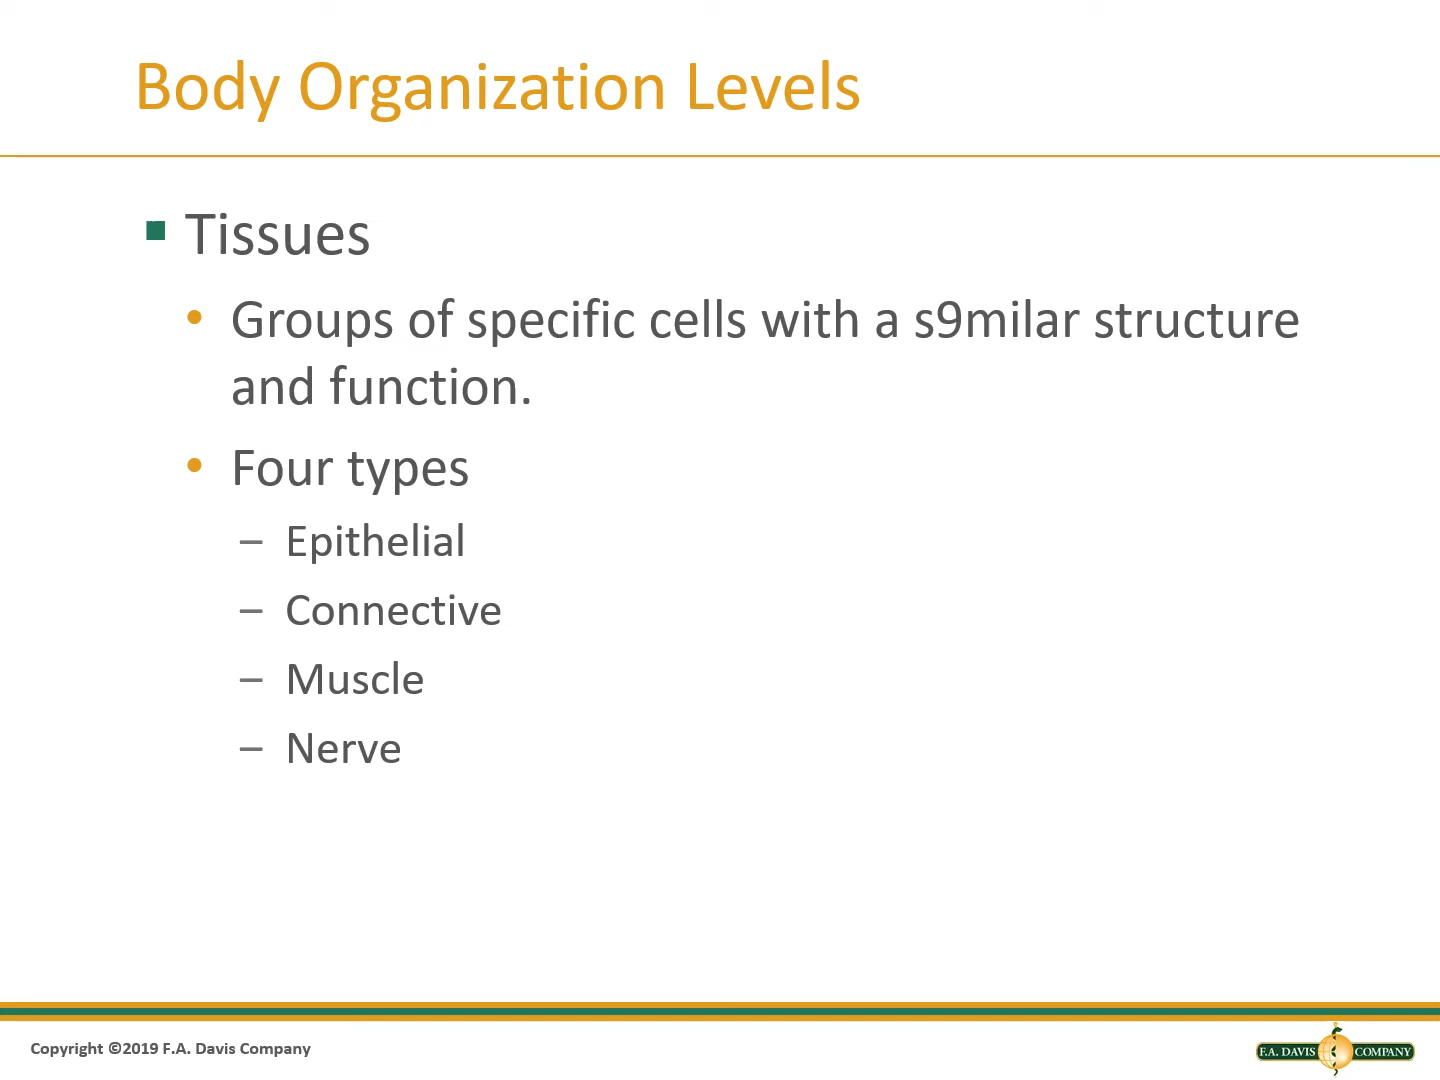 Body Organization Levels
Tissues
Groups of specific cells with a s9milar structure
and function.
Four types
– Epithelial
– Connective
– Muscle
– Nerve
Copyright ©2019 F.A. Davis Company
F.A. DAVIS COMPANY